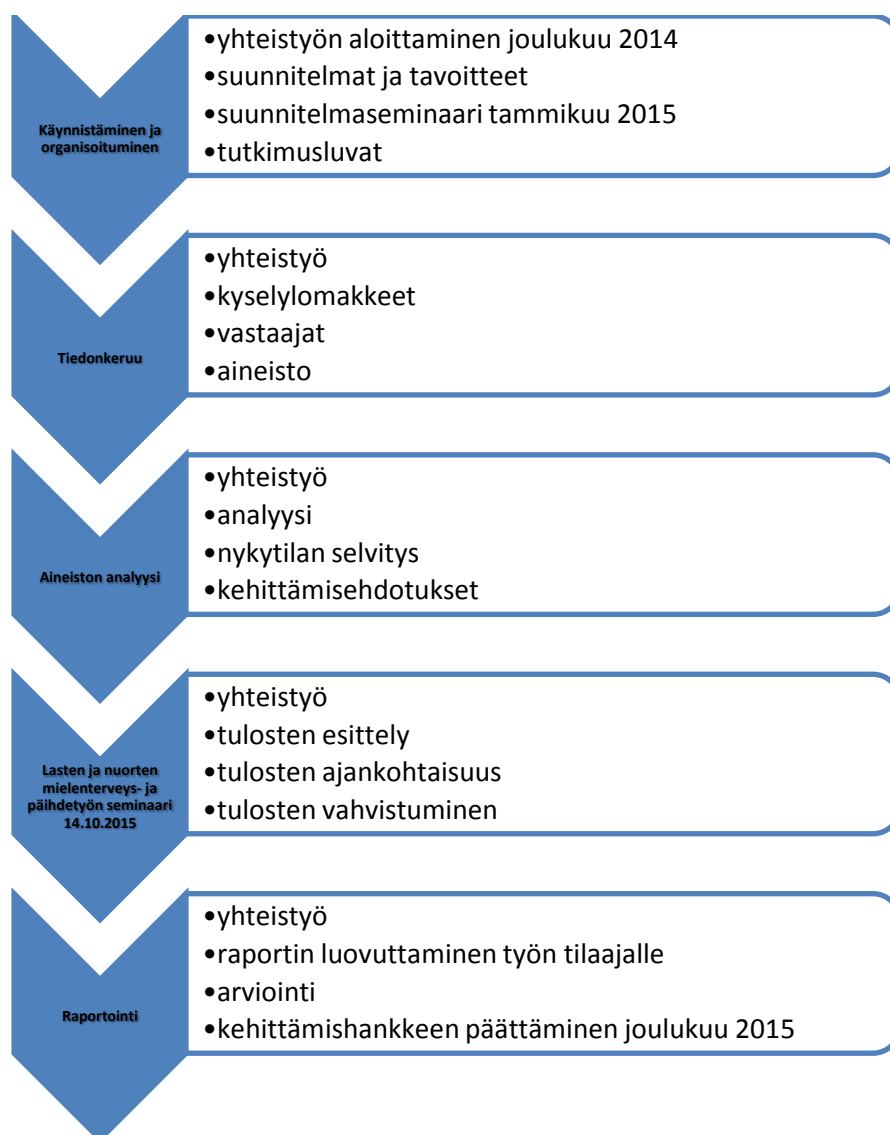 Käynnistäminen ja
organisoituminen
•yhteistyön aloittaminen joulukuu 2014
•suunnitelmat ja tavoitteet
•suunnitelmaseminaari tammikuu 2015
•tutkimusluvat
Tiedonkeruu
•yhteistyö
•kyselylomakkeet
•vastaajat
•aineisto
Aineiston analyysi
•yhteistyö
•analyysi
•nykytilan selvitys
•kehittämisehdotukset
Lasten ja nuorten
mielenterveys- ja
päihdetyön seminaari
14.10.2015
•yhteistyö
•tulosten esittely
•tulosten ajankohtaisuus
•tulosten vahvistuminen
Raportointi
•yhteistyö
•raportin luovuttaminen työn tilaajalle
•arviointi
•kehittämishankkeen päättäminen joulukuu 2015